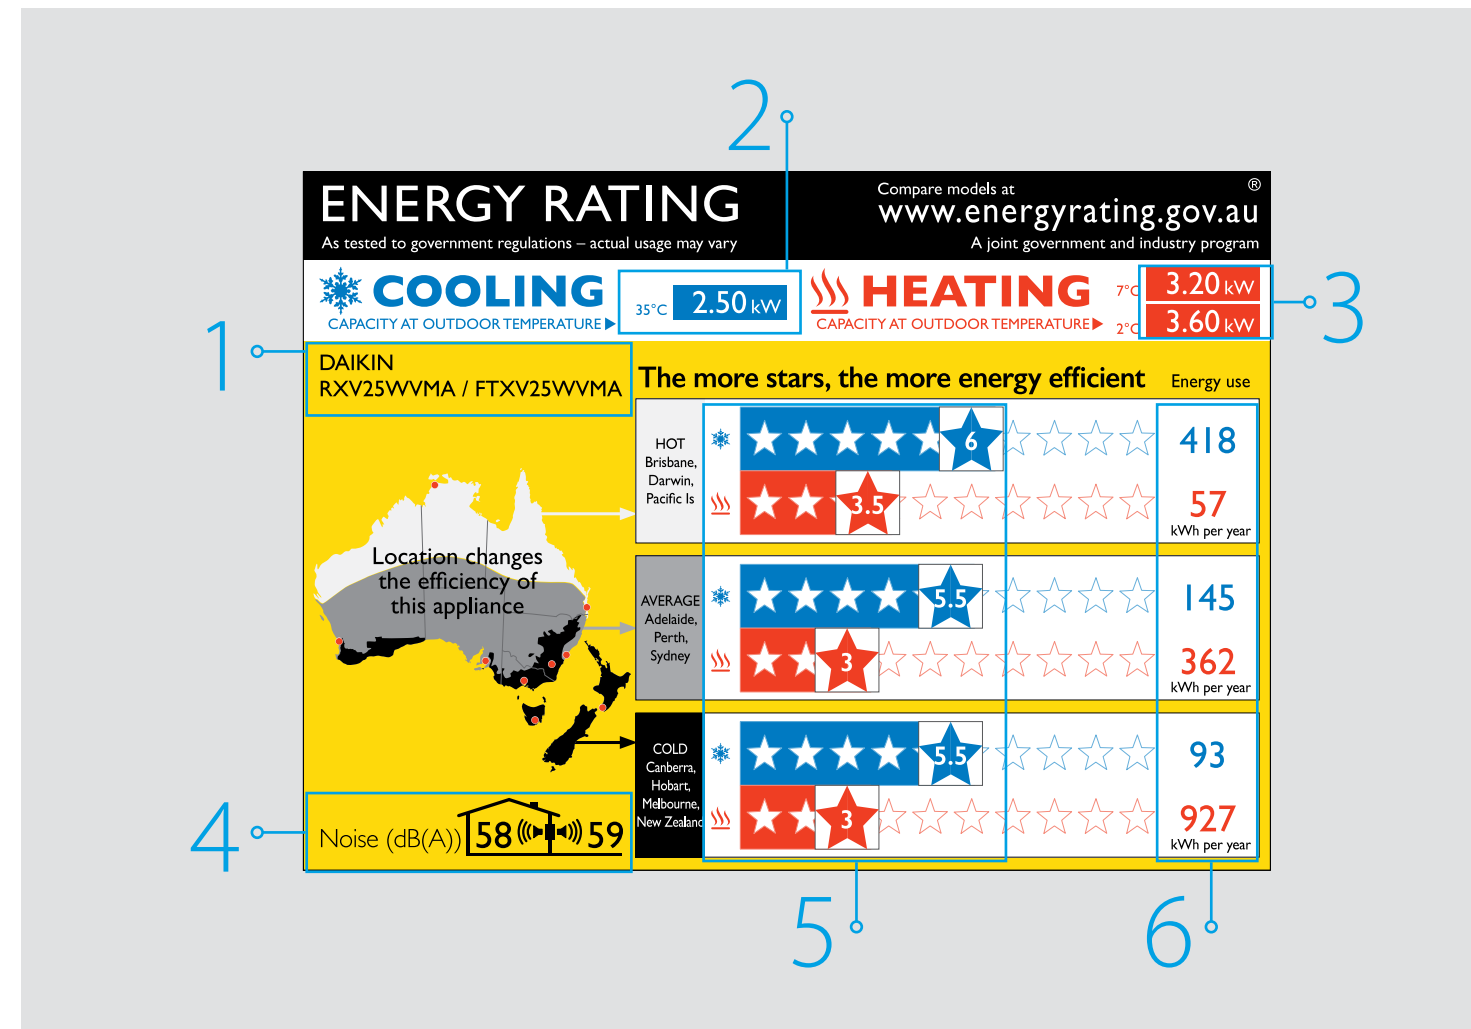 2
ENERGY RATING
As tested to government regulations – actual usage may vary
Compare models at
®
www.energyrating.gov.au
A joint government and industry program
COOLING
CAPACITY AT OUTDOOR TEMPERATURE
35°C 2.50 kW
HEATING
CAPACITY AT OUTDOOR TEMPERATURE
7°C 3.20 kW
2°C 3.60 kW
3
1
DAIKIN
RXV25WVMA / FTXV25WVMA
The more stars, the more energy efficient
Energy use
HOT
Brisbane,
Darwin,
Pacific Is
6
418
3.5
57
kWh per year
Location changes
the efficiency of
this appliance
AVERAGE
Adelaide,
Perth,
Sydney
5.5
145
3
362
kWh per year
COLD
Canberra,
Hobart,
Melbourne,
New Zealand
5.5
93
3
927
kWh per year
4
Noise (dB(A)) 58 59
5
6